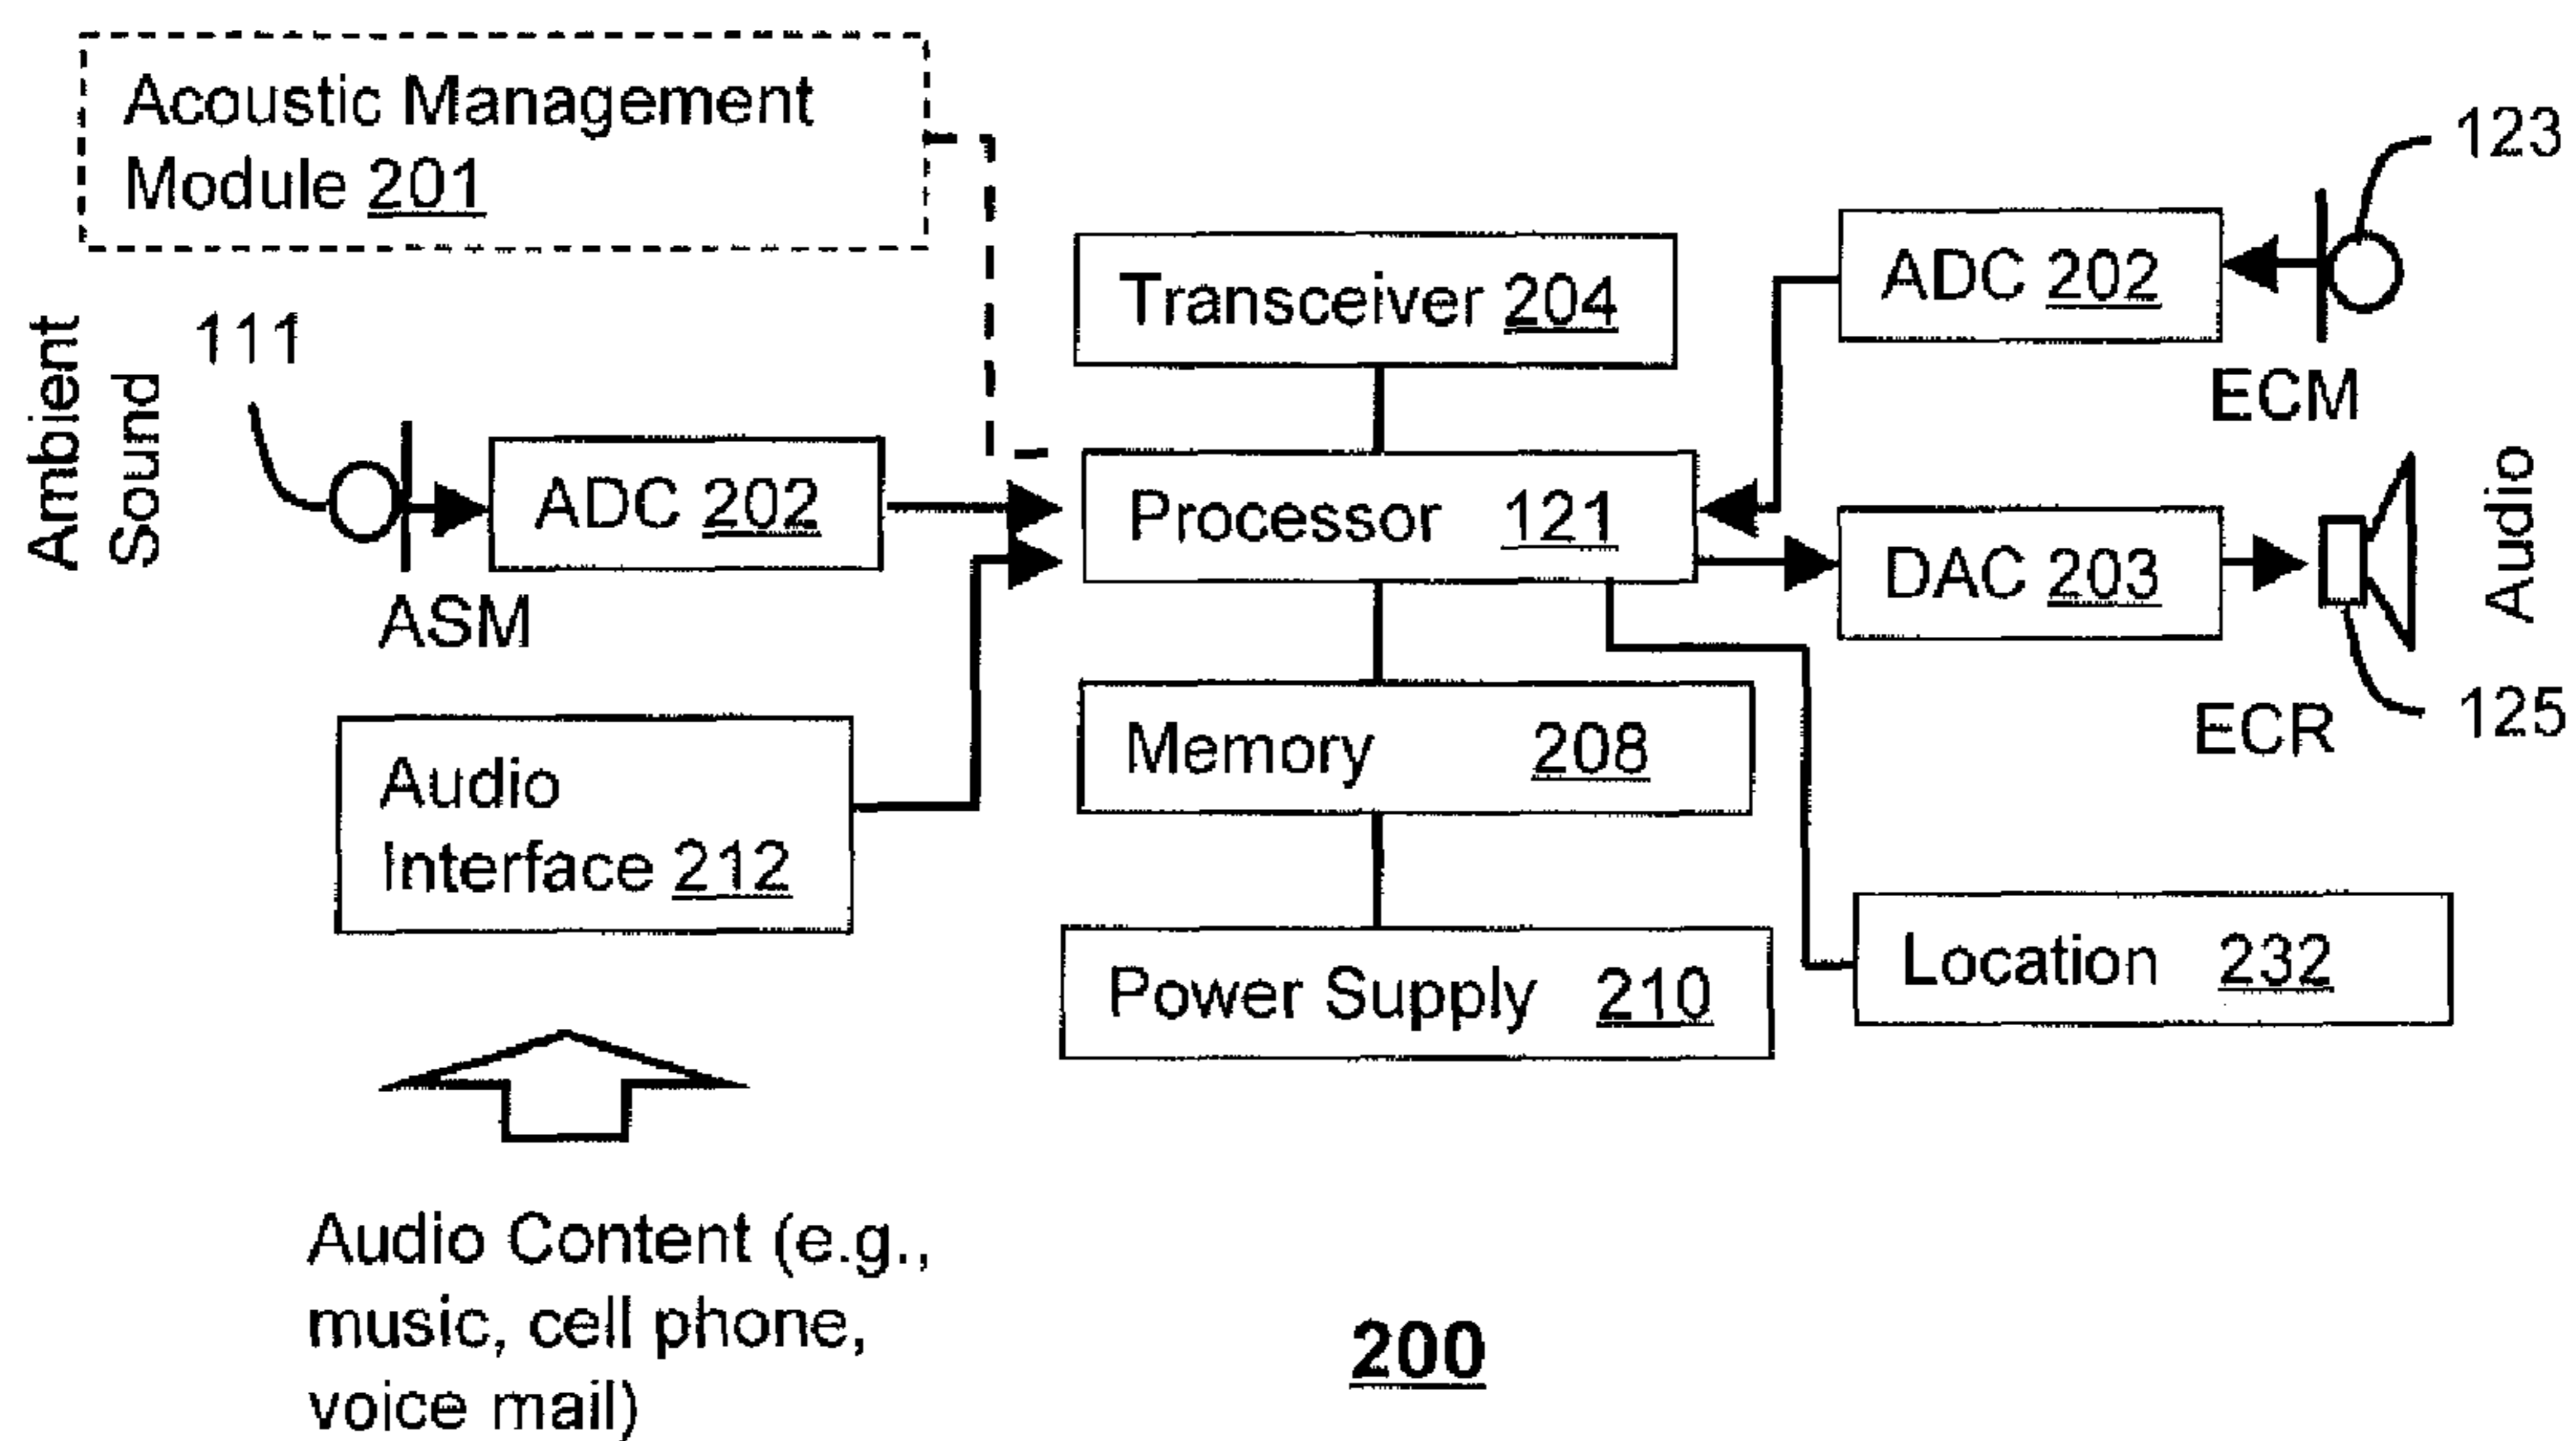 Acoustic Management
Module 201
123
Transceiver 204
ADC 202
ECM
Ambient
Sound
111
ADC 202
ASM
Processor 121
DAC 203
Audio
ECR
125
Audio
Interface 212
Memory 208
Power Supply 210
Location 232
Audio Content (e.g.,
music, cell phone,
voice mail)
200